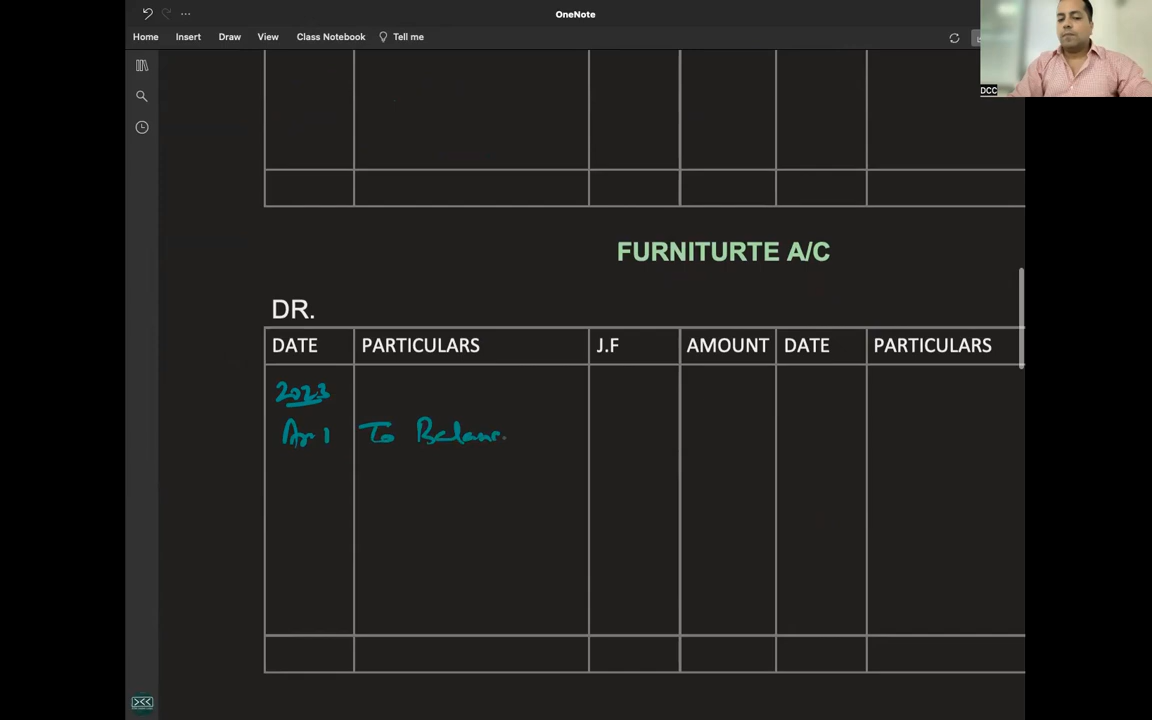 OneNote
Home Insert Draw View Class Notebook Tell me
DCC
FURNITURTE A/C
DR.
DATE PARTICULARS J.F AMOUNT DATE PARTICULARS
2023
Apr 1 To Balanc